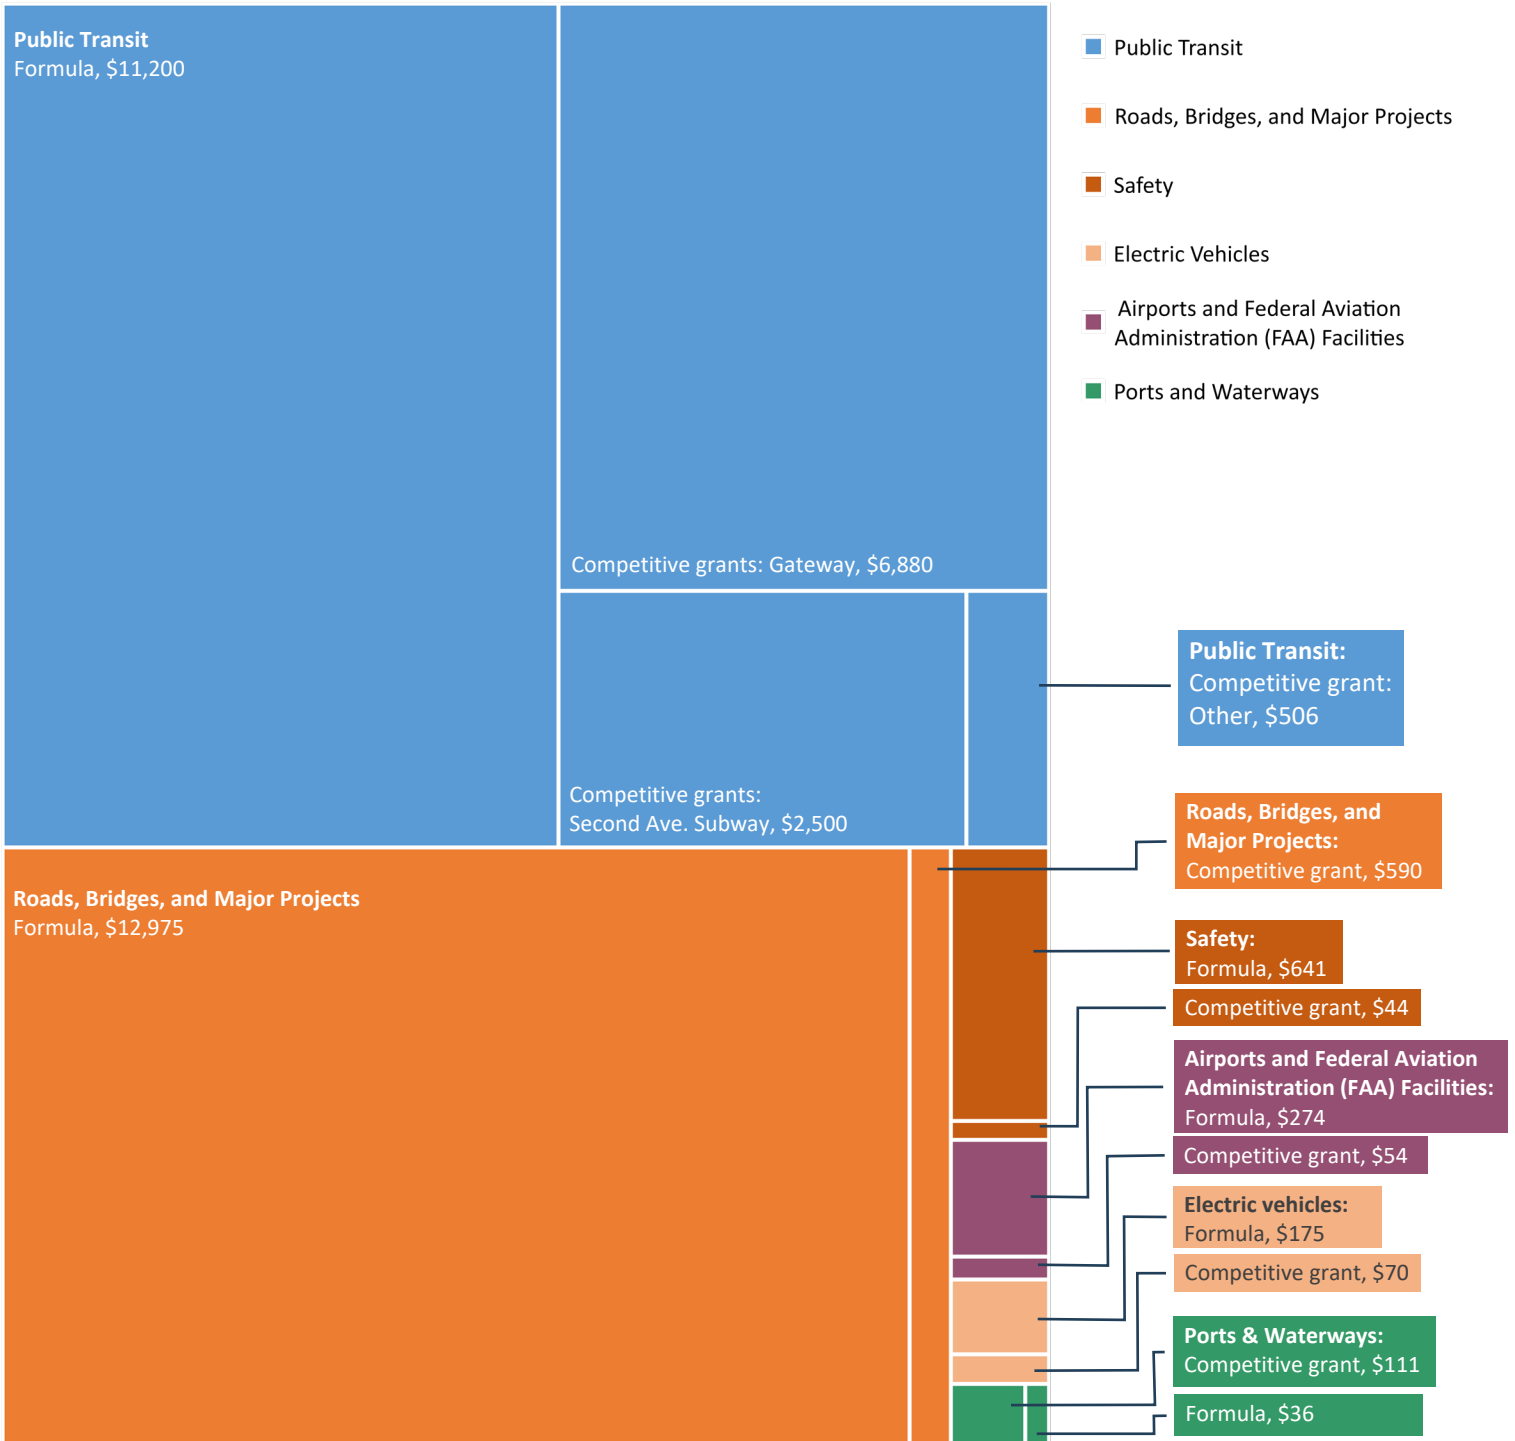 Public Transit
Formula, $11,200
Competitive grants: Gateway, $6,880
Competitive grants:
Second Ave. Subway, $2,500
Roads, Bridges, and Major Projects
Formula, $12,975
Public Transit
Roads, Bridges, and Major Projects
Safety
Electric Vehicles
Airports and Federal Aviation
Administration (FAA) Facilities
Ports and Waterways
Public Transit:
Competitive grant:
Other, $506
Roads, Bridges, and
Major Projects:
Competitive grant, $590
Safety:
Formula, $641
Competitive grant, $44
Airports and Federal Aviation
Administration (FAA) Facilities:
Formula, $274
Competitive grant, $54
Electric vehicles:
Formula, $175
Competitive grant, $70
Ports & Waterways:
Competitive grant, $111
Formula, $36